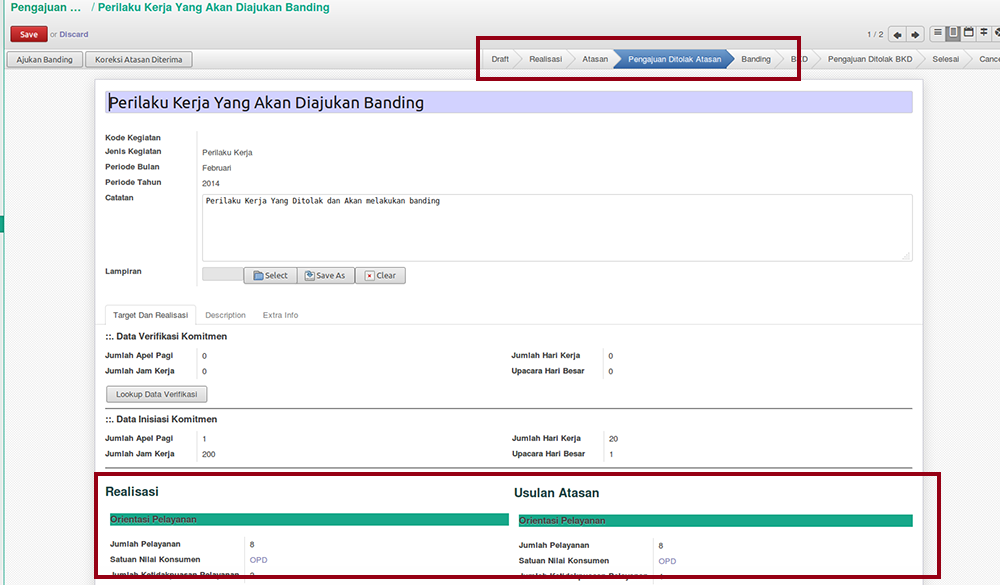 Pengajuan ... / Perilaku Kerja Yang Akan Diajukan Banding
Save or Discard 1 / 2
Ajukan Banding Koreksi Atasan Diterima Draft Realisasi Atasan Pengajuan Ditolak Atasan Banding Pengajuan Ditolak BKD Selesai
Perilaku Kerja Yang Akan Diajukan Banding
Kode Kegiatan
Jenis Kegiatan Perilaku Kerja
Periode Bulan Februari
Periode Tahun 2014
Catatan Perilaku Kerja Yang Ditolak dan Akan melakukan banding
Lampiran Select Save As Clear
Target Dan Realisasi Description Extra Info
::. Data Verifikasi Komitmen
Jumlah Apel Pagi 0 Jumlah Hari Kerja 0
Jumlah Jam Kerja 0 Upacara Hari Besar 0
Lookup Data Verifikasi
::. Data Inisiasi Komitmen
Jumlah Apel Pagi 1 Jumlah Hari Kerja 20
Jumlah Jam Kerja 200 Upacara Hari Besar 1
Realisasi Usulan Atasan
Orientasi Pelayanan Orientasi Pelayanan
Jumlah Pelayanan 8 Jumlah Pelayanan 8
Satuan Nilai Konsumen OPD Satuan Nilai Konsumen OPD
Jumlah Ketidakpuasan Pelayanan Jumlah Ketidakpuasan Pelayanan